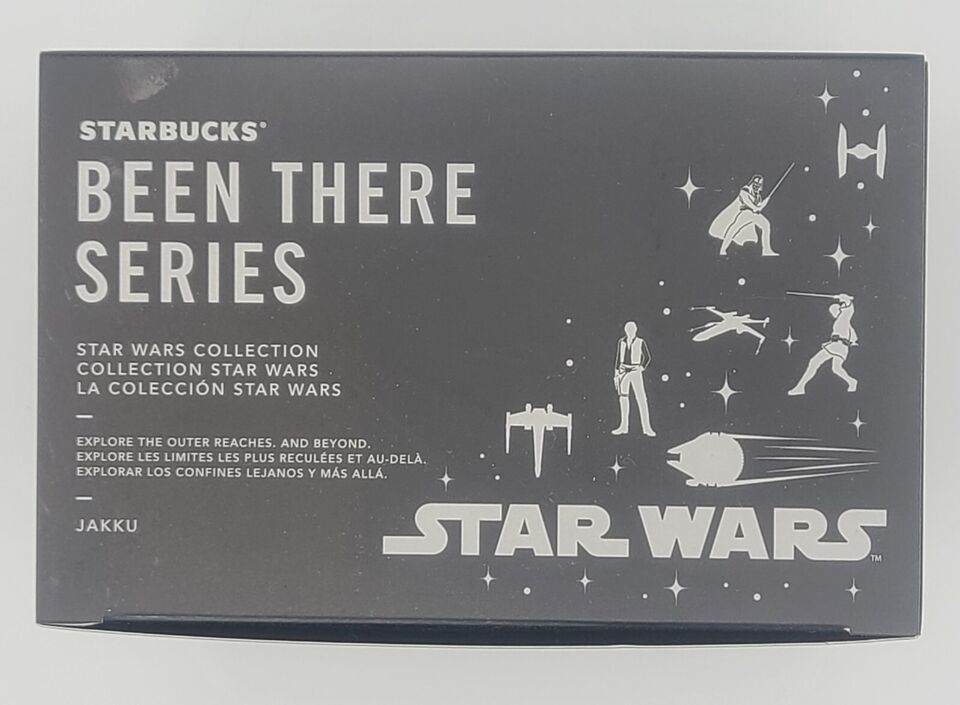 STARBUCKS®
BEEN THERE
SERIES
STAR WARS COLLECTION
COLLECTION STAR WARS
LA COLECCIÓN STAR WARS
EXPLORE THE OUTER REACHES. AND BEYOND.
EXPLORE LES LIMITES LES PLUS RECULÉES ET AU-DELÀ.
EXPLORAR LOS CONFINES LEJANOS Y MÁS ALLÁ.
JAKKU
STAR WARS™